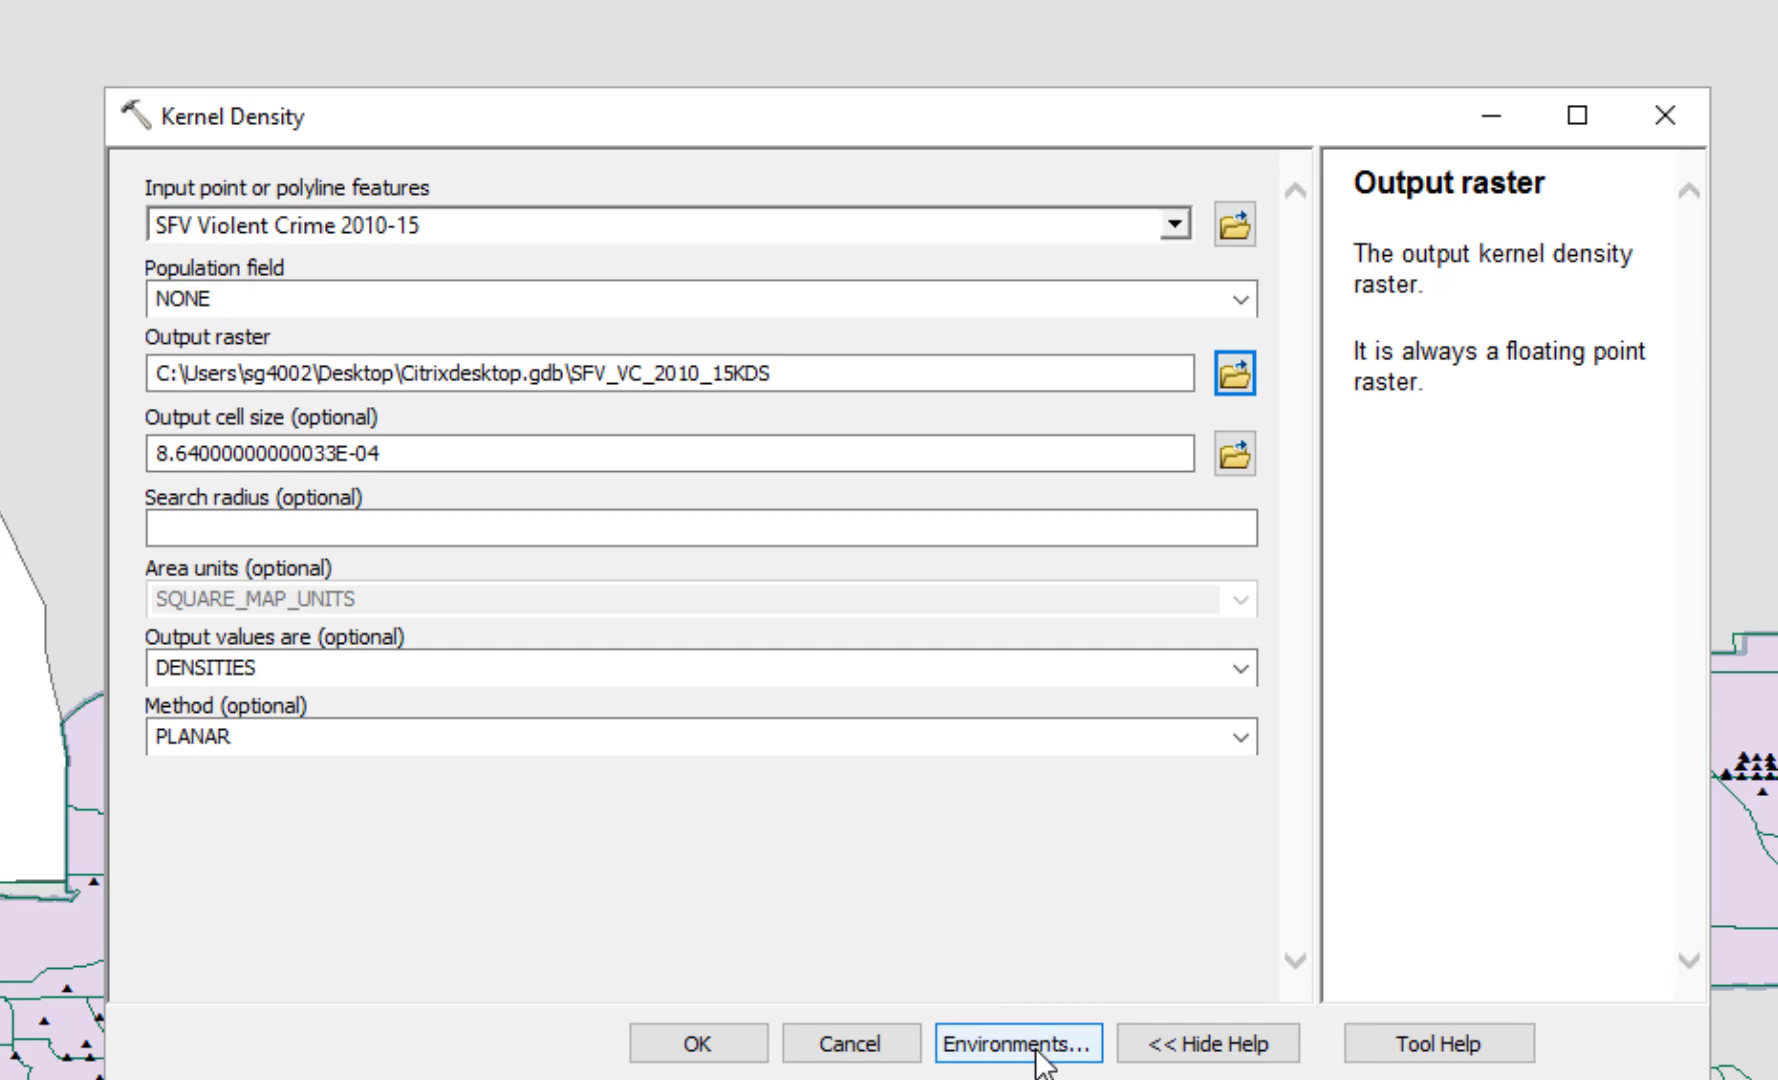 Kernel Density
Input point or polyline features
SFV Violent Crime 2010-15
Population field
NONE
Output raster
C:\Users\sg4002\Desktop\Citrixdesktop.gdb\SFV_VC_2010_15KDS
Output cell size (optional)
8.64000000000033E-04
Search radius (optional)
Area units (optional)
SQUARE_MAP_UNITS
Output values are (optional)
DENSITIES
Method (optional)
PLANAR
Output raster
The output kernel density
raster.
It is always a floating point
raster.
OK
Cancel
Environments...
<< Hide Help
Tool Help